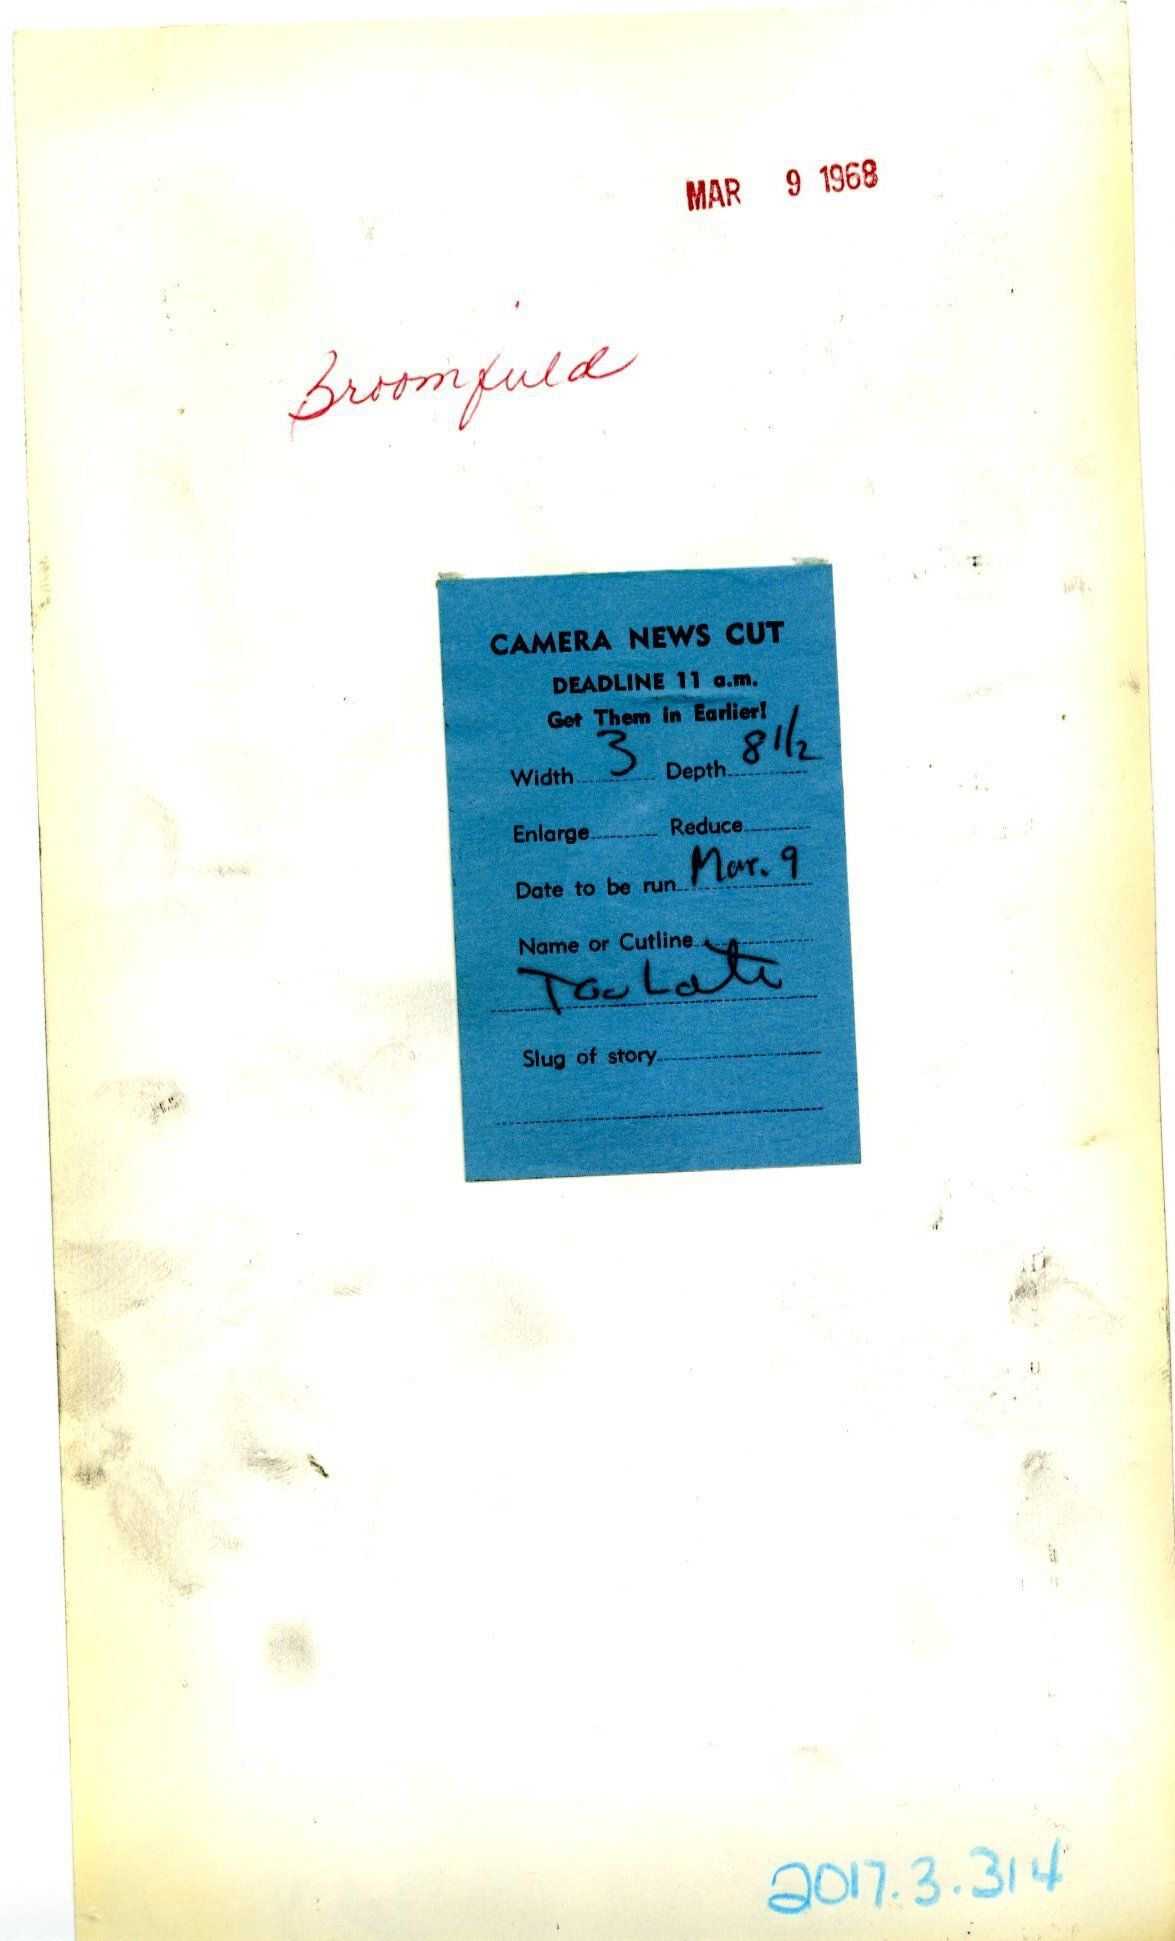 MAR 9 1968
Broomfield
CAMERA NEWS CUT
DEADLINE 11 a.m.
Get Them in Earlier!
Width 3 Depth 8 1/2
Enlarge Reduce
Date to be run Mar. 9
Name or Cutline
Too Late
Slug of story
2017.3.314